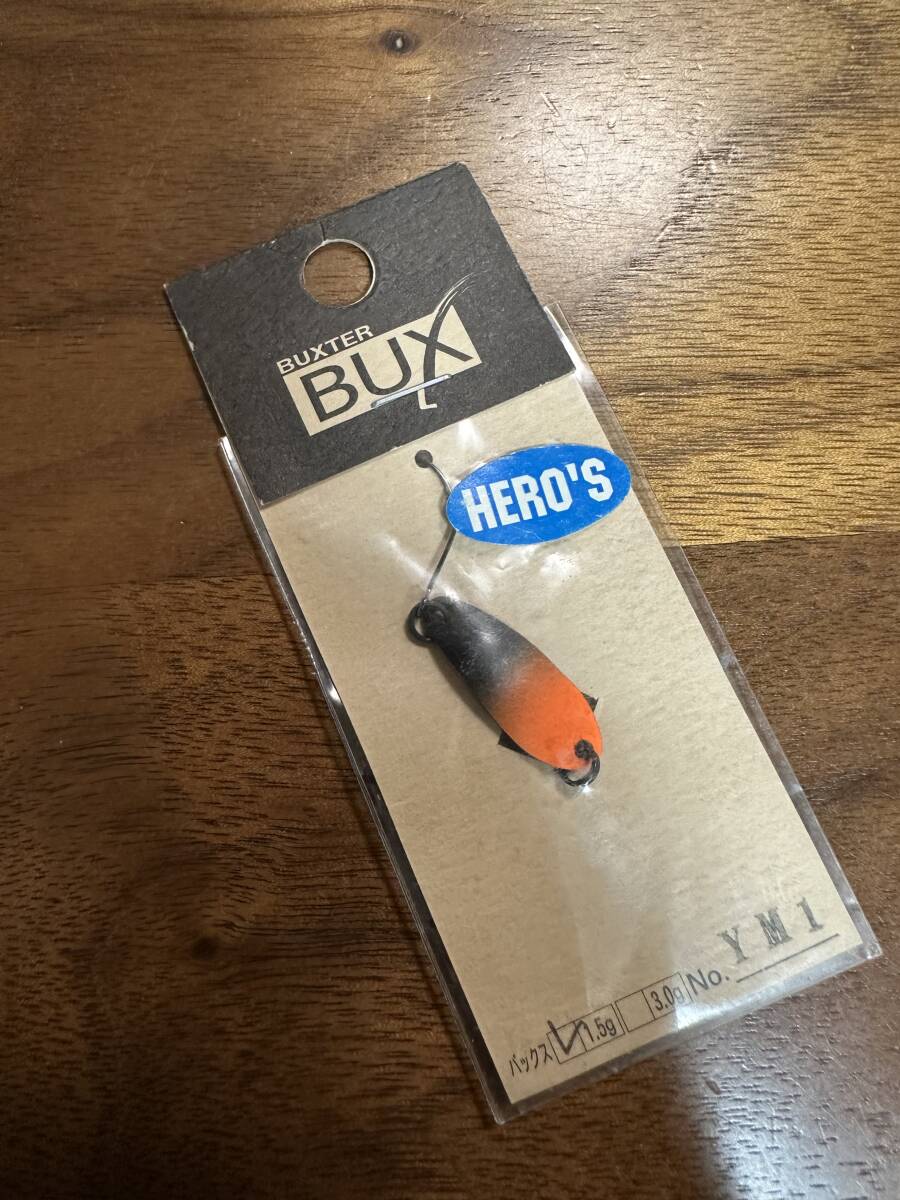 BUXTER
BUX
HERO'S
バックス 1.5g 3.0g No. YM1